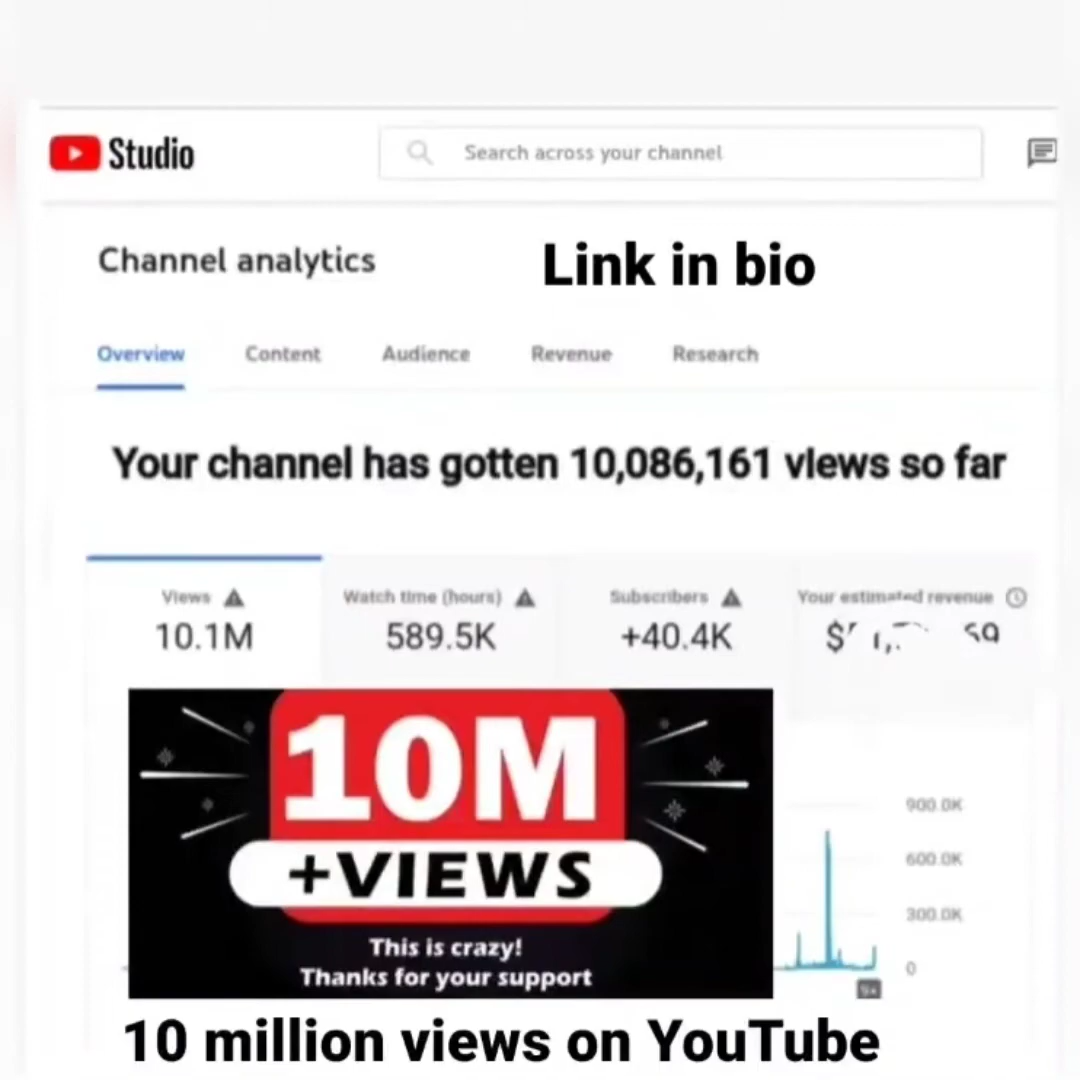 Studio
Search across your channel
Channel analytics
Link in bio
Overview Content Audience Revenue Research
Your channel has gotten 10,086,161 views so far
Views Watch time (hours) Subscribers Your estimated revenue
10.1M 589.5K +40.4K $
10M
+VIEWS
This is crazy!
Thanks for your support
900.0K
600.0K
300.0K
0
9+
10 million views on YouTube